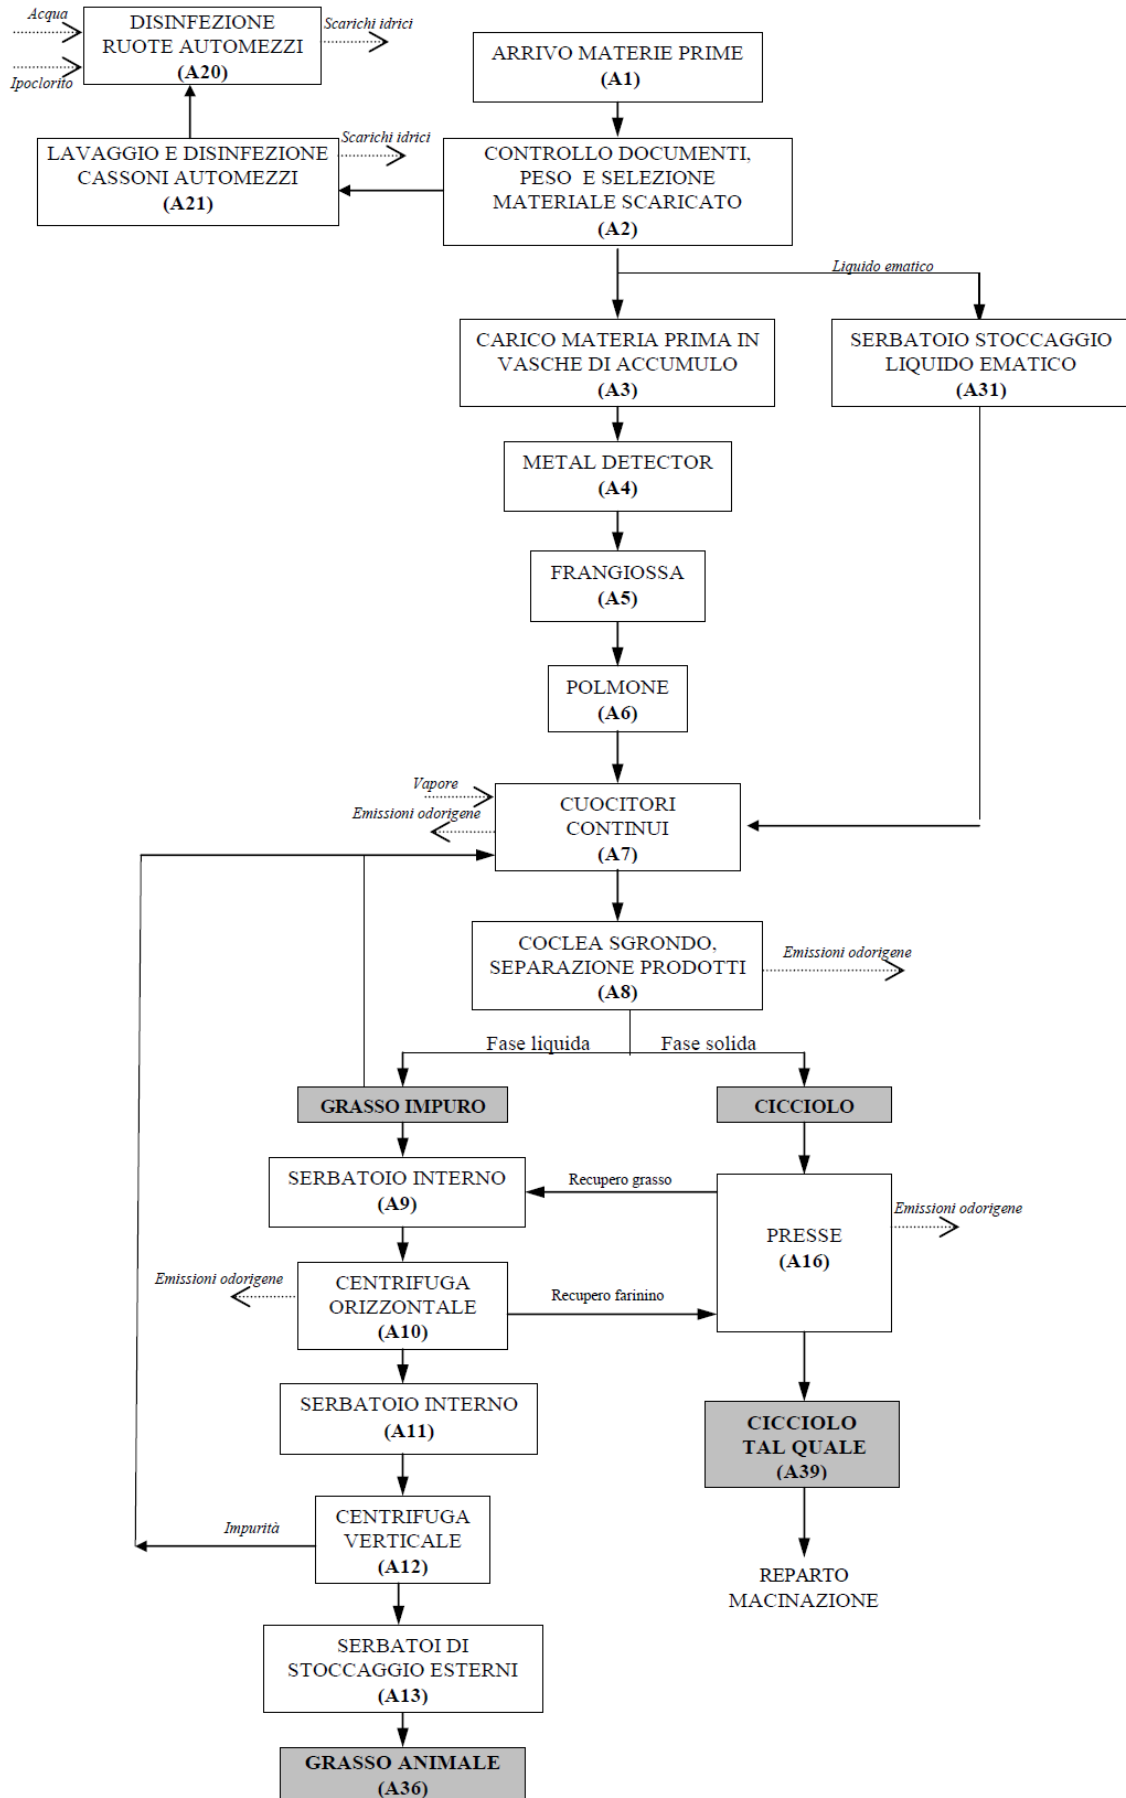 Acqua
Ipoclorito
DISINFEZIONE
RUOTE AUTOMEZZI
(A20)
Scarichi idrici
ARRIVO MATERIE PRIME
(A1)
LAVAGGIO E DISINFEZIONE
CASSONI AUTOMEZZI
(A21)
Scarichi idrici
CONTROLLO DOCUMENTI,
PESO E SELEZIONE
MATERIALE SCARICATO
(A2)
Liquido ematico
CARICO MATERIA PRIMA IN
VASCHE DI ACCUMULO
(A3)
SERBATOIO STOCCAGGIO
LIQUIDO EMATICO
(A31)
METAL DETECTOR
(A4)
FRANGIOSSA
(A5)
POLMONE
(A6)
Vapore
Emissioni odorigene
CUOCITORI
CONTINUI
(A7)
COCLEA SGRONDO,
SEPARAZIONE PRODOTTI
(A8)
Emissioni odorigene
Fase liquida
Fase solida
GRASSO IMPURO
CICCIOLO
SERBATOIO INTERNO
(A9)
Recupero grasso
PRESSE
(A16)
Emissioni odorigene
Emissioni odorigene
CENTRIFUGA
ORIZZONTALE
(A10)
Recupero farinino
SERBATOIO INTERNO
(A11)
CICCIOLO
TAL QUALE
(A39)
Impurità
CENTRIFUGA
VERTICALE
(A12)
REPARTO
MACINAZIONE
SERBATOI DI
STOCCAGGIO ESTERNI
(A13)
GRASSO ANIMALE
(A36)